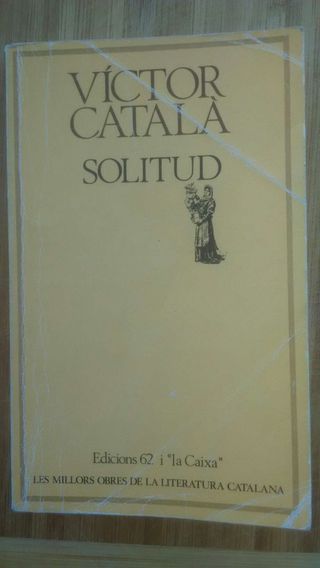 VÍCTOR
CATALÀ
SOLITUD
Edicions 62 i "la Caixa"
LES MILLORS OBRES DE LA LITERATURA CATALANA